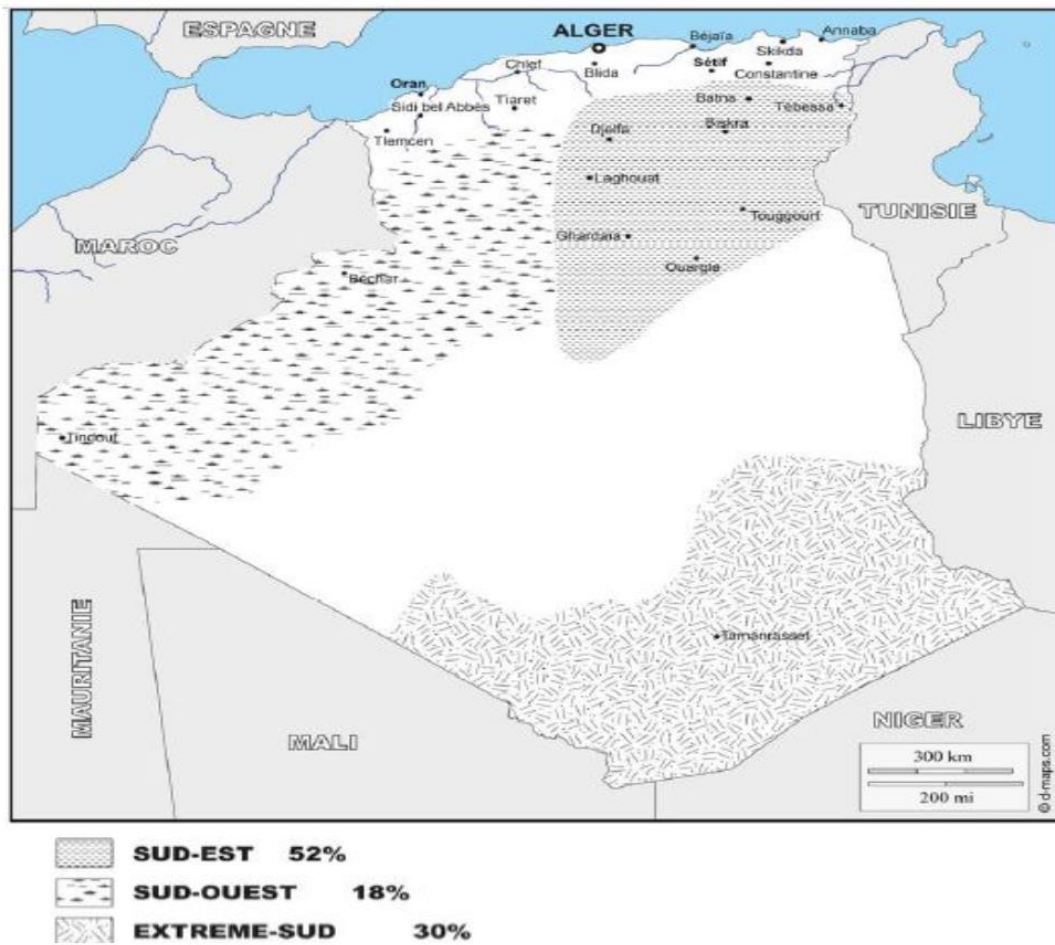 ESPAGNE
ALGER
Béjaïa
Annaba
Skikda
Chlef
Blida
Sétif
Constantine
Oran
Sidi bel Abbès
Tiaret
Batna
Tébessa
Tlemcen
Djelfa
Biskra
Laghouat
Touggourt
TUNISIE
MAROC
Ghardaia
Ouargla
Béchar
LIBYE
Tindouf
Tamanrasset
MAURITANIE
MALI
NIGER
300 km
200 mi
© d-maps.com
SUD-EST 52%
SUD-OUEST 18%
EXTREME-SUD 30%